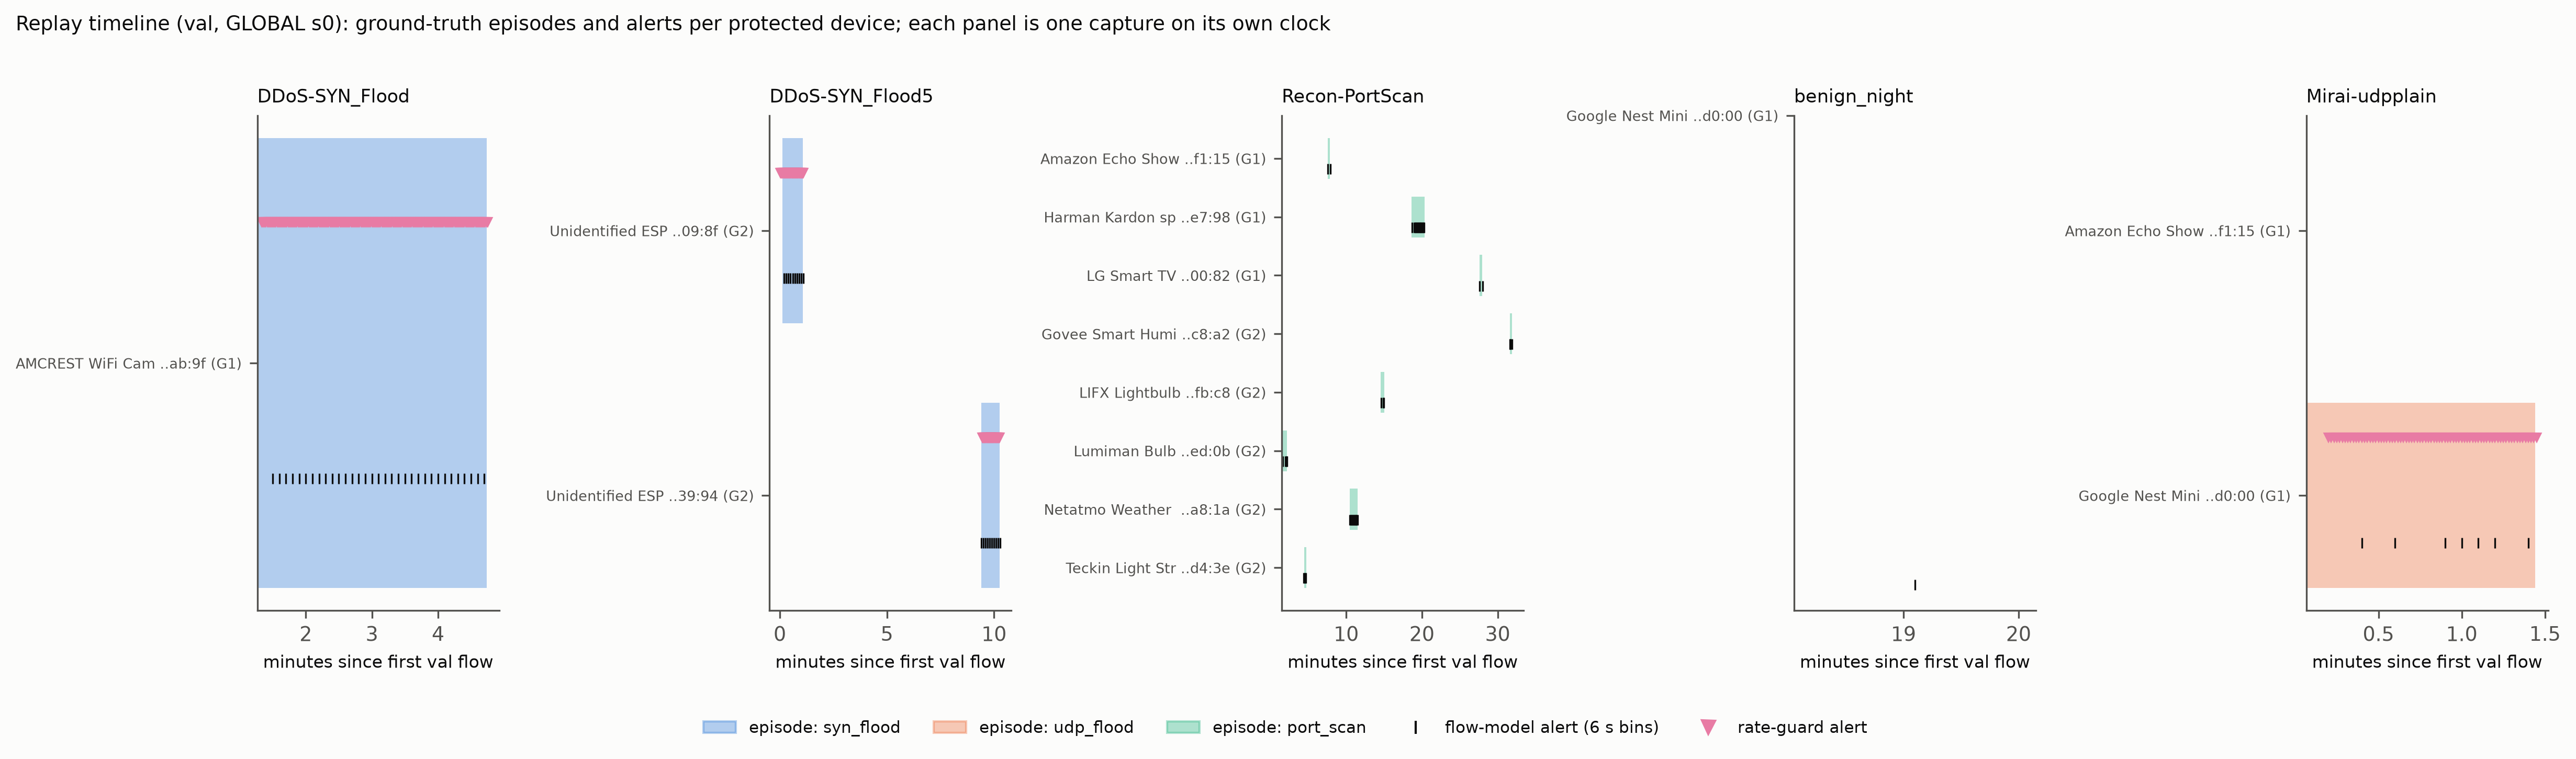 Replay timeline (val, GLOBAL s0): ground-truth episodes and alerts per protected device; each panel is one capture on its own clock
DDoS-SYN_Flood
AMCREST WiFi Cam ..ab:9f (G1)
2 3 4
minutes since first val flow
DDoS-SYN_Flood5
Unidentified ESP ..09:8f (G2)
Unidentified ESP ..39:94 (G2)
0 5 10
minutes since first val flow
Recon-PortScan
Amazon Echo Show ..f1:15 (G1)
Harman Kardon sp ..e7:98 (G1)
LG Smart TV ..00:82 (G1)
Govee Smart Humi ..c8:a2 (G2)
LIFX Lightbulb ..fb:c8 (G2)
Lumiman Bulb ..ed:0b (G2)
Netatmo Weather ..a8:1a (G2)
Teckin Light Str ..d4:3e (G2)
10 20 30
minutes since first val flow
benign_night
Google Nest Mini ..d0:00 (G1)
19 20
minutes since first val flow
Mirai-udpplain
Amazon Echo Show ..f1:15 (G1)
Google Nest Mini ..d0:00 (G1)
0.5 1.0 1.5
minutes since first val flow
episode: syn_flood
episode: udp_flood
episode: port_scan
flow-model alert (6 s bins)
rate-guard alert